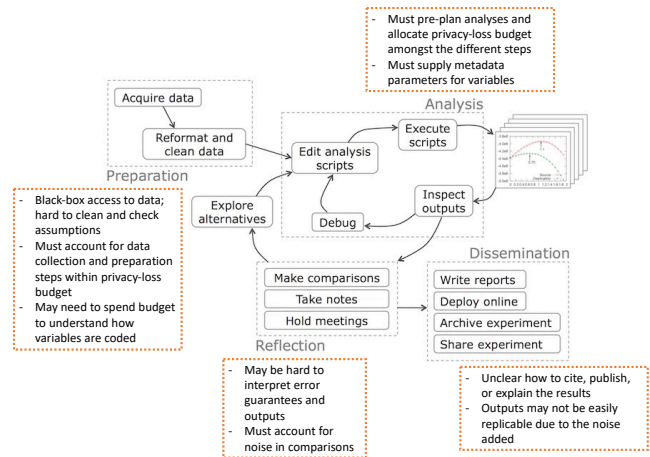 - Must pre-plan analyses and
allocate privacy-loss budget
amongst the different steps
- Must supply metadata
parameters for variables
Acquire data
Reformat and
clean data
Preparation
Analysis
Edit analysis
scripts
Execute
scripts
Inspect
outputs
Debug
Explore
alternatives
- Black-box access to data;
hard to clean and check
assumptions
- Must account for data
collection and preparation
steps within privacy-loss
budget
- May need to spend budget
to understand how
variables are coded
Make comparisons
Take notes
Hold meetings
Reflection
Dissemination
Write reports
Deploy online
Archive experiment
Share experiment
- May be hard to
interpret error
guarantees and
outputs
- Must account for
noise in comparisons
- Unclear how to cite, publish,
or explain the results
- Outputs may not be easily
replicable due to the noise
added